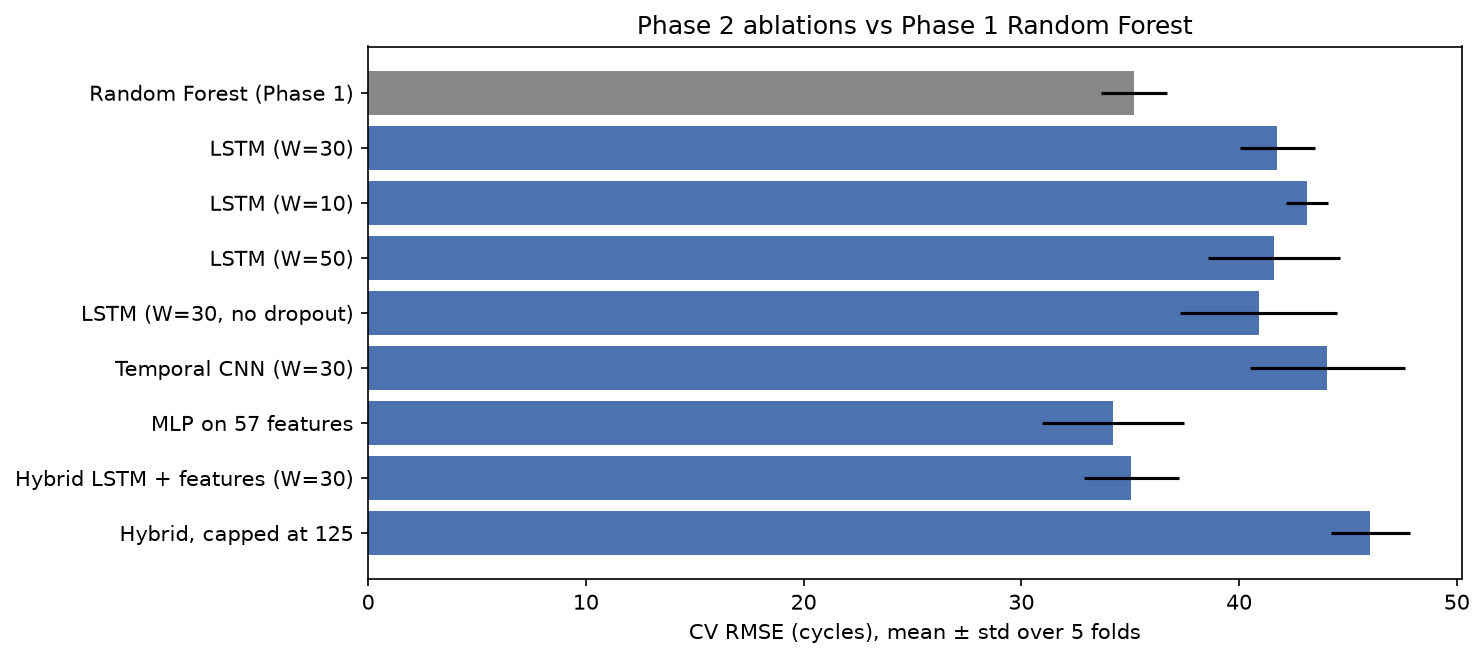 Phase 2 ablations vs Phase 1 Random Forest
Random Forest (Phase 1)
LSTM (W=30)
LSTM (W=10)
LSTM (W=50)
LSTM (W=30, no dropout)
Temporal CNN (W=30)
MLP on 57 features
Hybrid LSTM + features (W=30)
Hybrid, capped at 125
0 10 20 30 40 50
CV RMSE (cycles), mean ± std over 5 folds